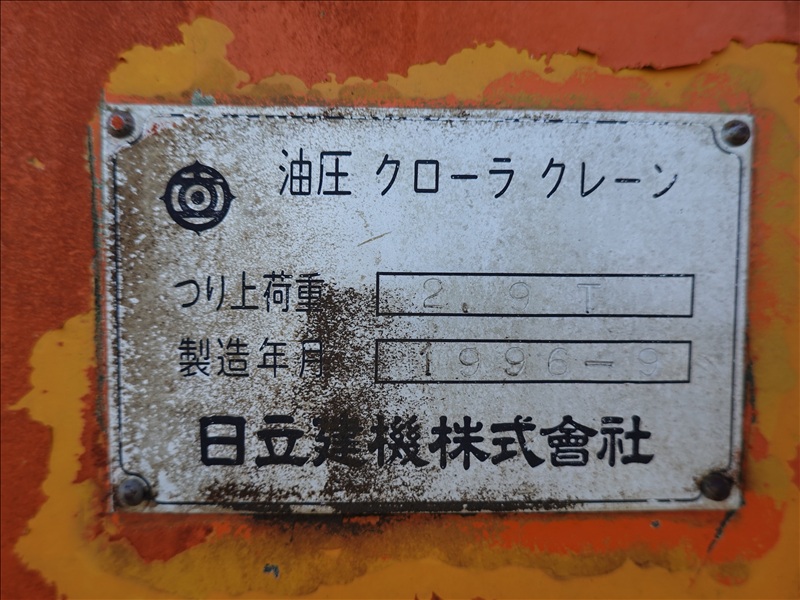 油圧 クローラ クレーン
つり上荷重 2.9T
製造年月 1996-9
日立建機株式會社